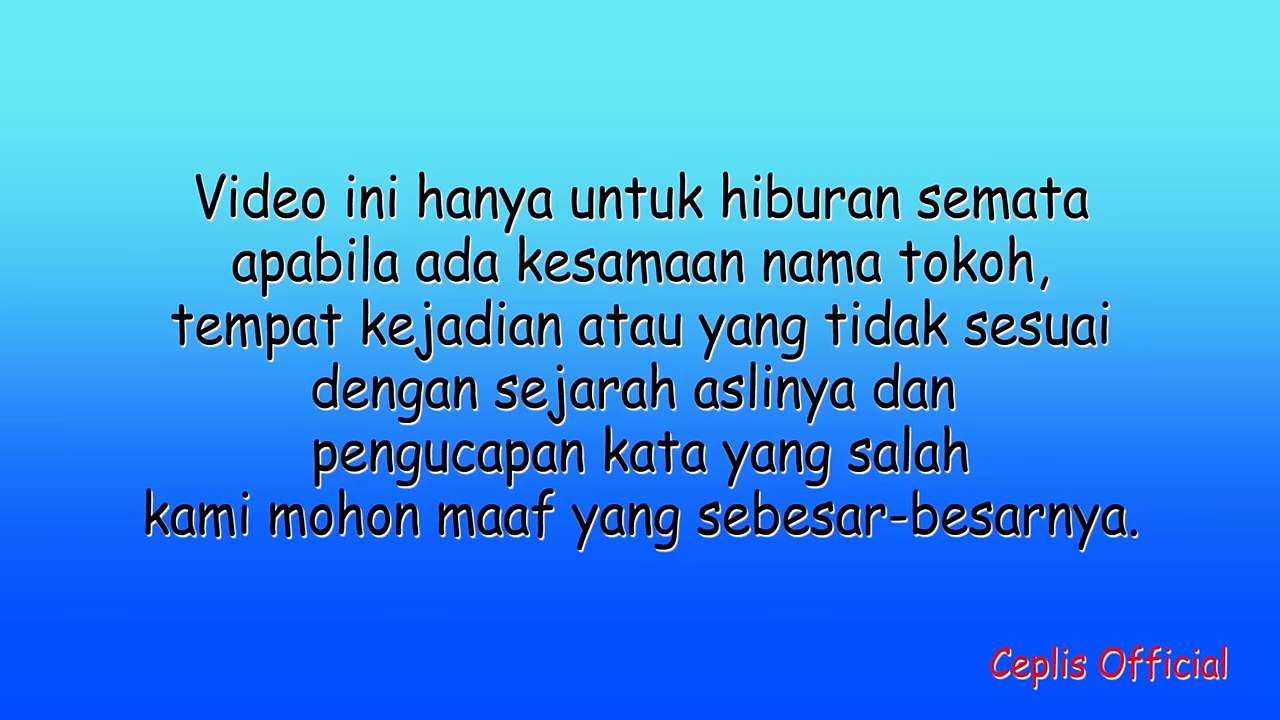 Video ini hanya untuk hiburan semata
apabila ada kesamaan nama tokoh,
tempat kejadian atau yang tidak sesuai
dengan sejarah aslinya dan
pengucapan kata yang salah
kami mohon maaf yang sebesar-besarnya.
Ceplis Official